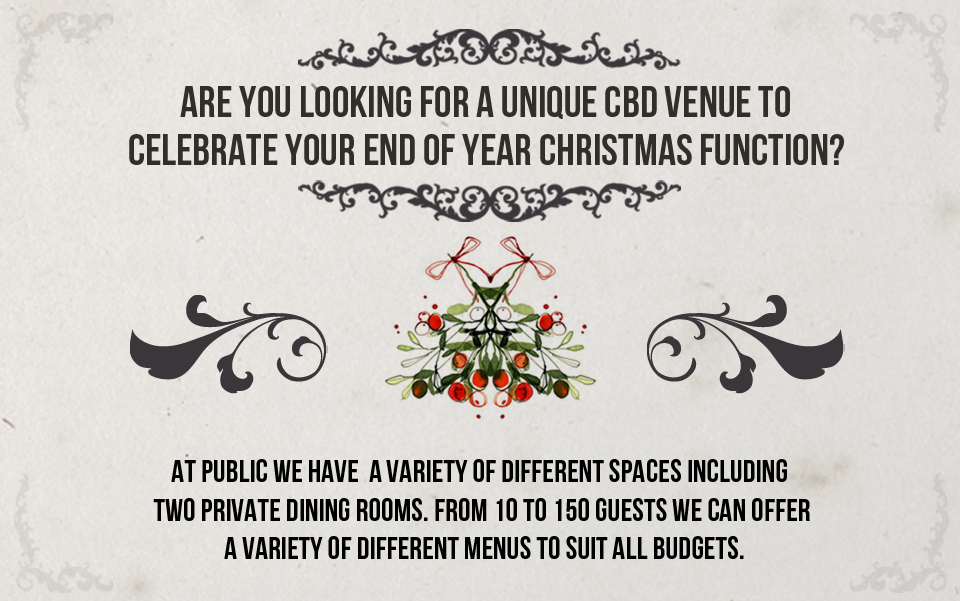 ARE YOU LOOKING FOR A UNIQUE CBD VENUE TO
CELEBRATE YOUR END OF YEAR CHRISTMAS FUNCTION?
AT PUBLIC WE HAVE  A VARIETY OF DIFFERENT SPACES INCLUDING
TWO PRIVATE DINING ROOMS. FROM 10 TO 150 GUESTS WE CAN OFFER
A VARIETY OF DIFFERENT MENUS TO SUIT ALL BUDGETS.